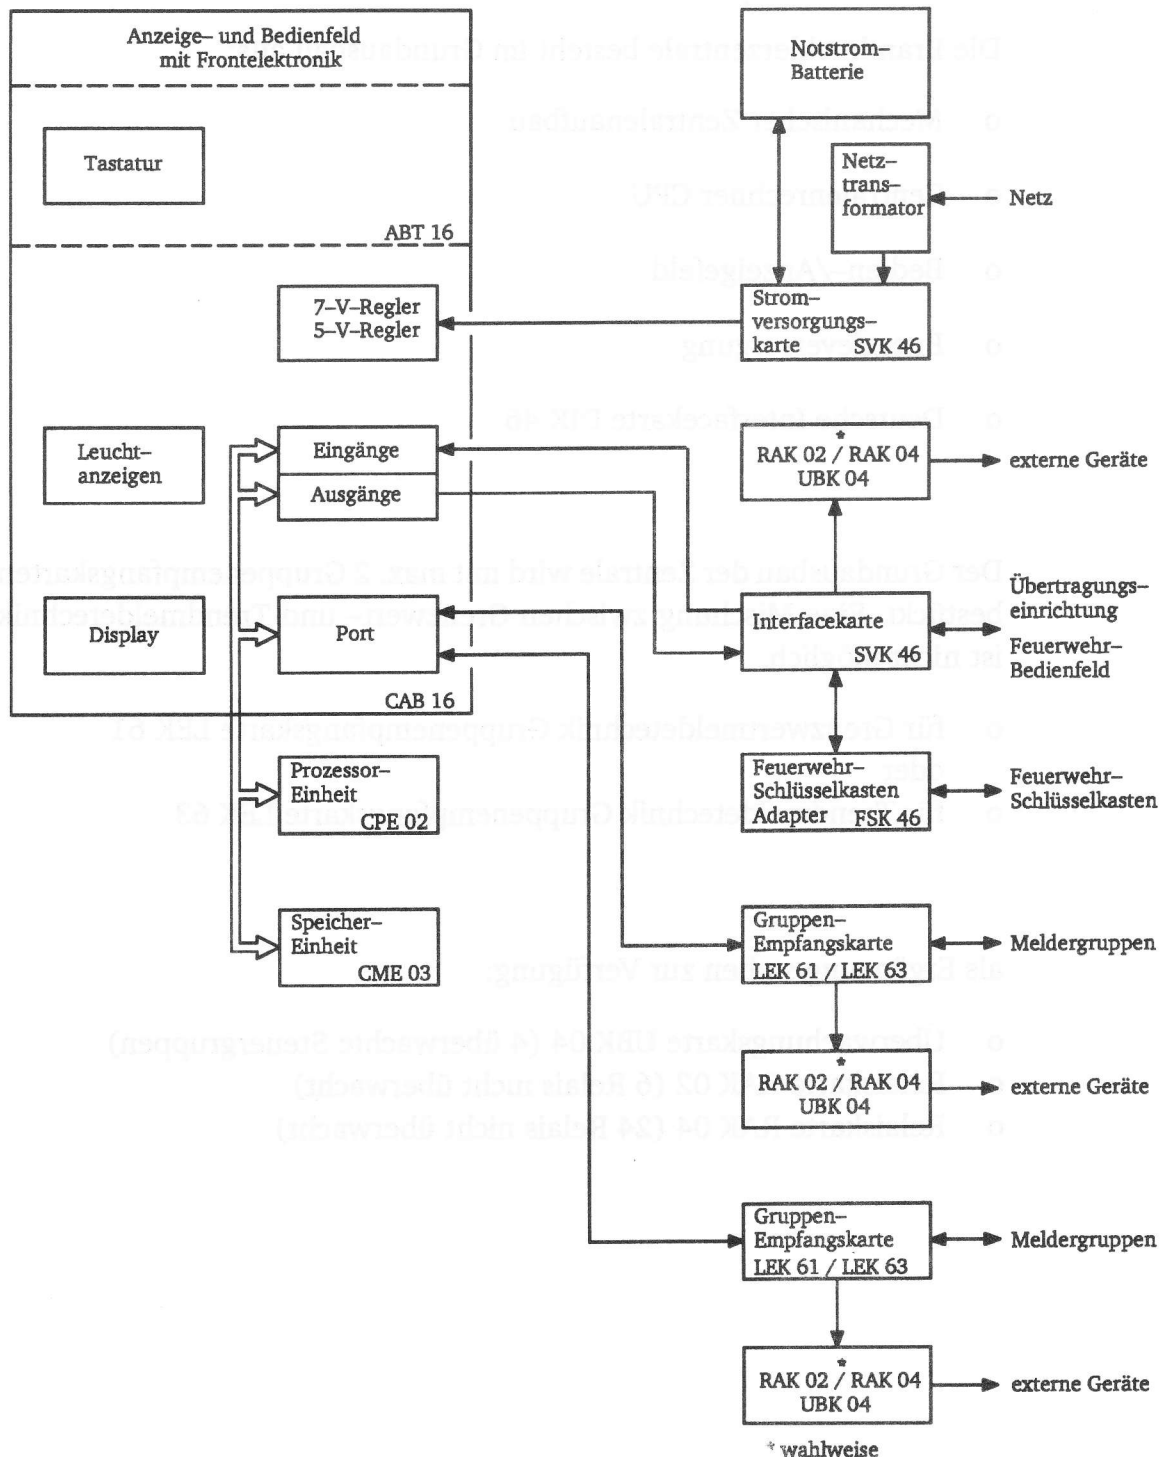 Anzeige– und Bedienfeld
mit Frontelektronik
Tastatur
ABT 16
7–V–Regler
5–V–Regler
Leucht–
anzeigen
Eingänge
Ausgänge
Display
Port
CAB 16
Prozessor–
Einheit
CPE 02
Speicher–
Einheit
CME 03
Notstrom–
Batterie
Netz–
trans–
formator
Netz
Strom–
versorgungs–
karte SVK 46
*
RAK 02 / RAK 04
UBK 04
externe Geräte
Interfacekarte
SVK 46
Übertragungs–
einrichtung
Feuerwehr–
Bedienfeld
Feuerwehr–
Schlüsselkasten
Adapter FSK 46
Feuerwehr–
Schlüsselkasten
Gruppen–
Empfangskarte
LEK 61 / LEK 63
Meldergruppen
*
RAK 02 / RAK 04
UBK 04
externe Geräte
Gruppen–
Empfangskarte
LEK 61 / LEK 63
Meldergruppen
*
RAK 02 / RAK 04
UBK 04
externe Geräte
* wahlweise